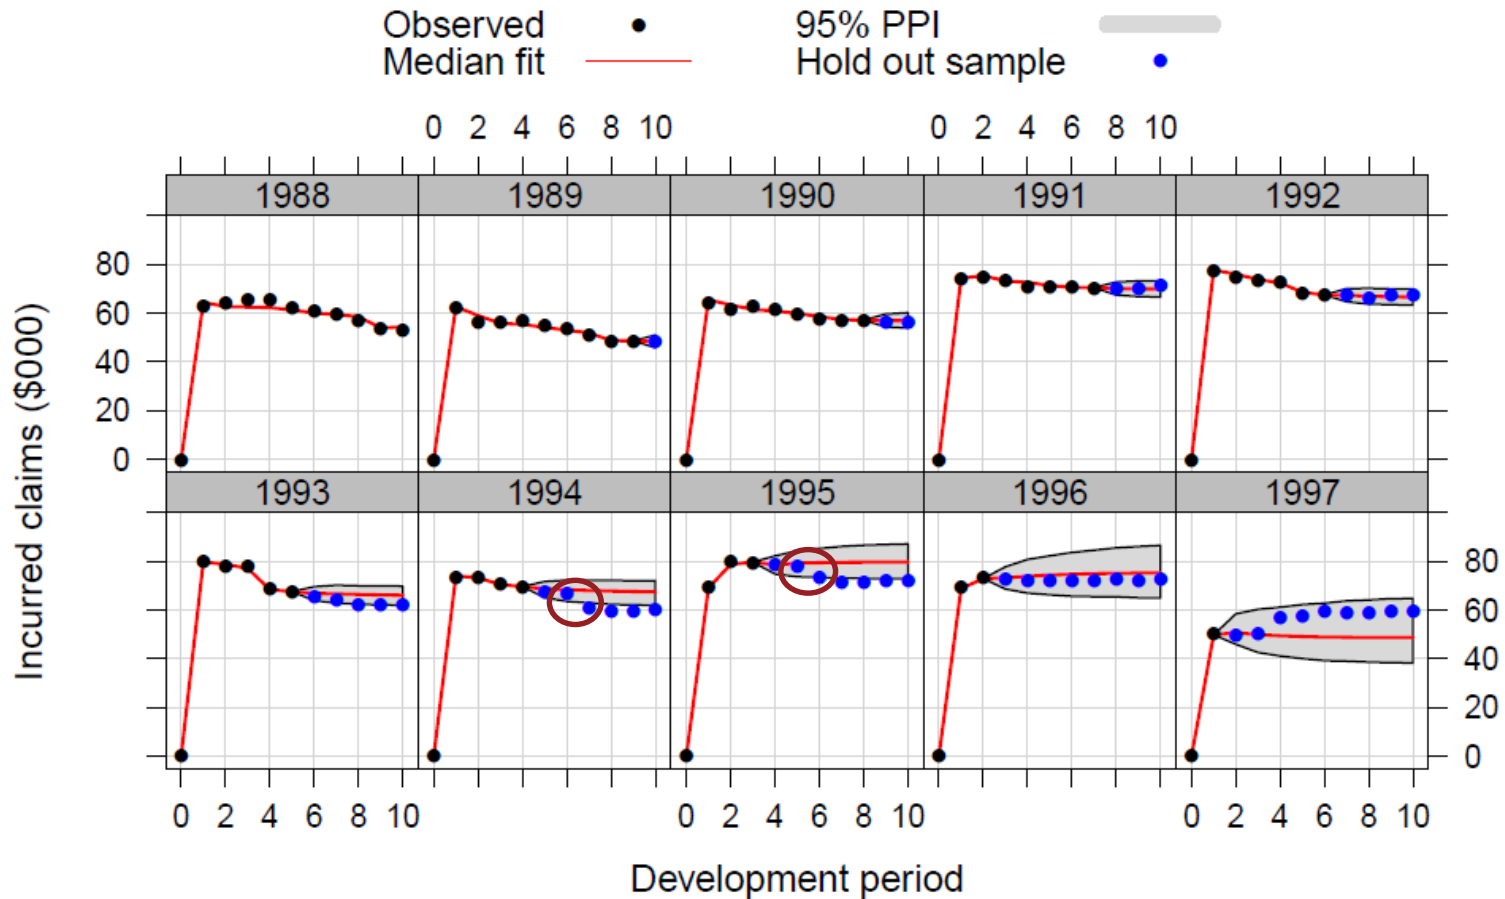 Observed 95% PPI
Median fit Hold out sample
0 2 4 6 8 10 0 2 4 6 8 10
1988 1989 1990 1991 1992
80
60
40
20
0
Incurred claims ($000)
1993 1994 1995 1996 1997
80
60
40
20
0
0 2 4 6 8 10 0 2 4 6 8 10 0 2 4 6 8 10
Development period